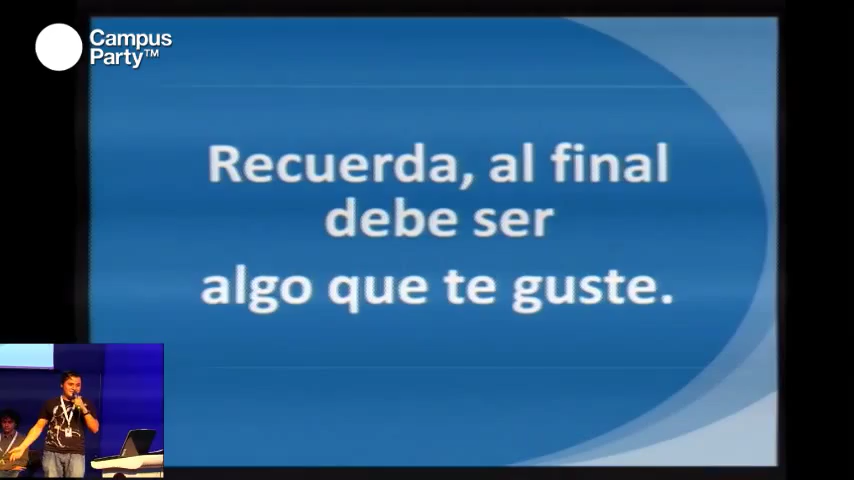 Campus
Party™
Recuerda, al final
debe ser
algo que te guste.